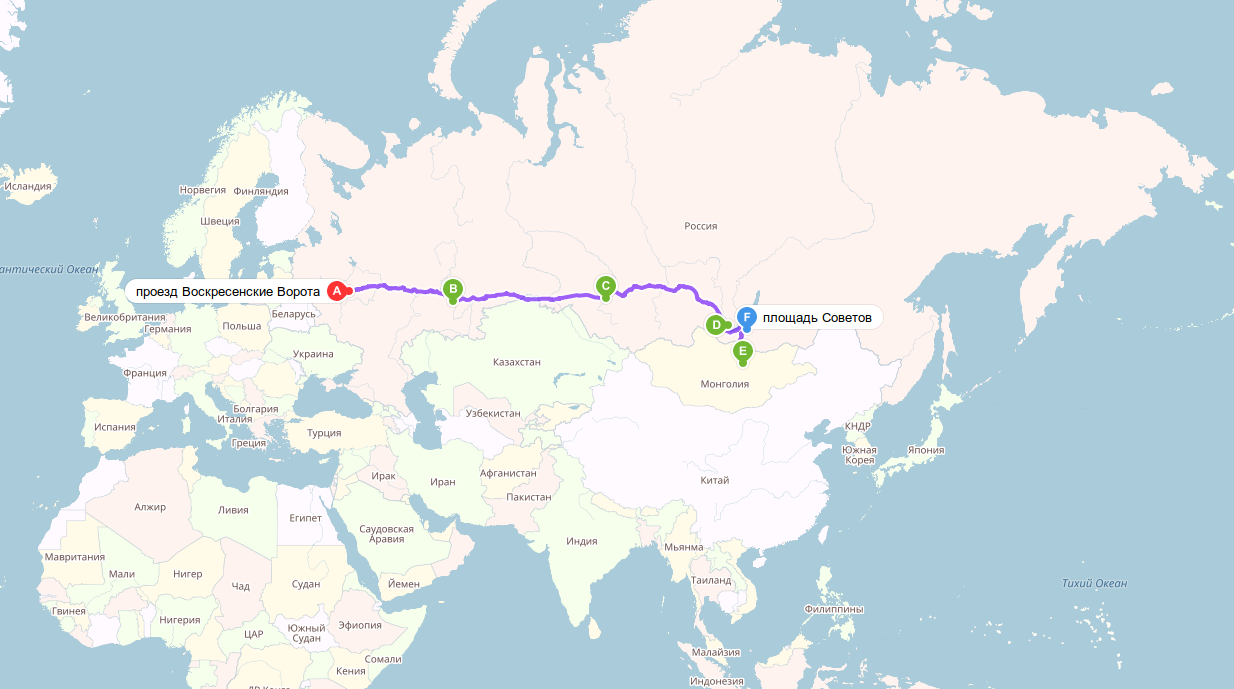 Исландия
Норвегия
Финляндия
Швеция
Россия
антический Океан
проезд Воскресенские Ворота
A
B
C
D
F
площадь Советов
E
Великобритания
Беларусь
Польша
Германия
Украина
Франция
Казахстан
Монголия
Болгария
Узбекистан
Италия
Испания
Турция
Греция
КНДР
Южная
Корея
Япония
Ирак
Иран
Афганистан
Пакистан
Китай
Алжир
Ливия
Египет
Саудовская
Аравия
Индия
Мьянма
Мавритания
Мали
Нигер
Чад
Судан
Йемен
Таиланд
Тихий Океан
Филиппины
Гвинея
Нигерия
ЦАР
Южный
Судан
Эфиопия
Сомали
Кения
Малайзия
Индонезия
ДР Конго